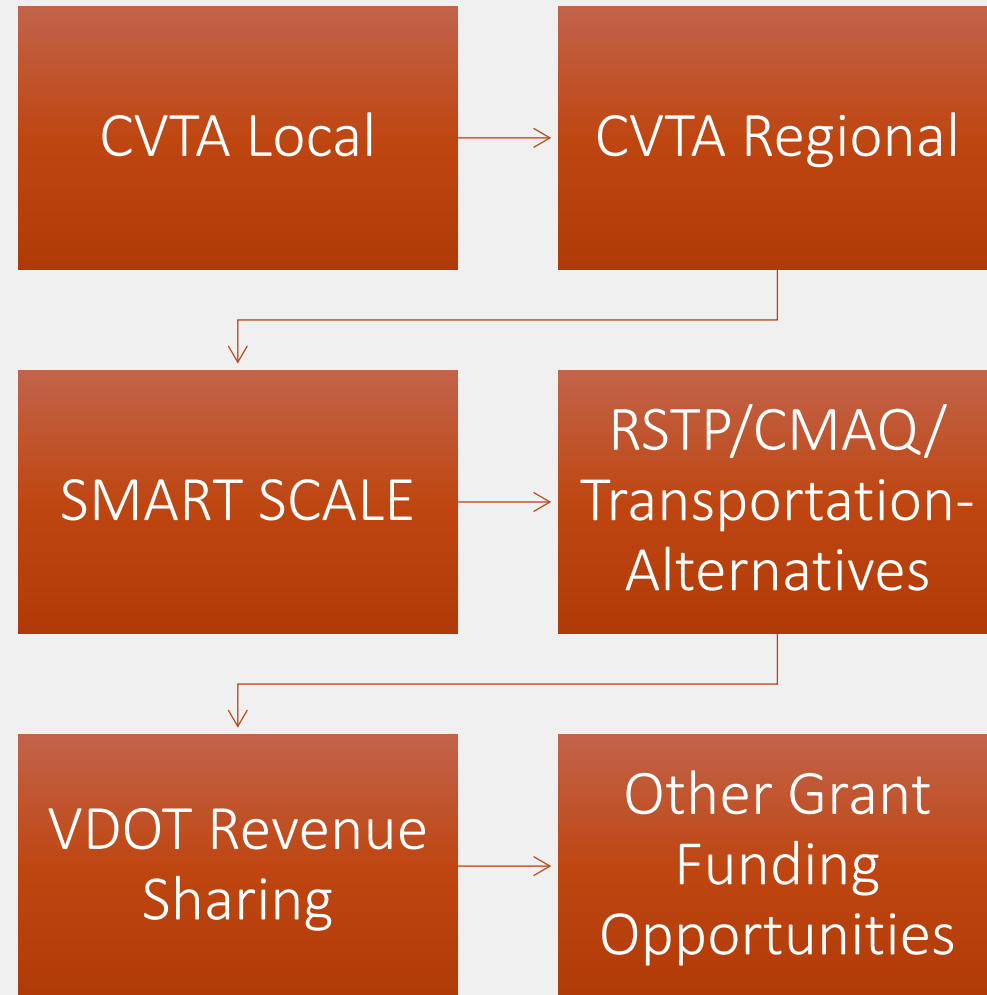 CVTA Local
CVTA Regional
SMART SCALE
RSTP/CMAQ/
Transportation-
Alternatives
VDOT Revenue
Sharing
Other Grant
Funding
Opportunities